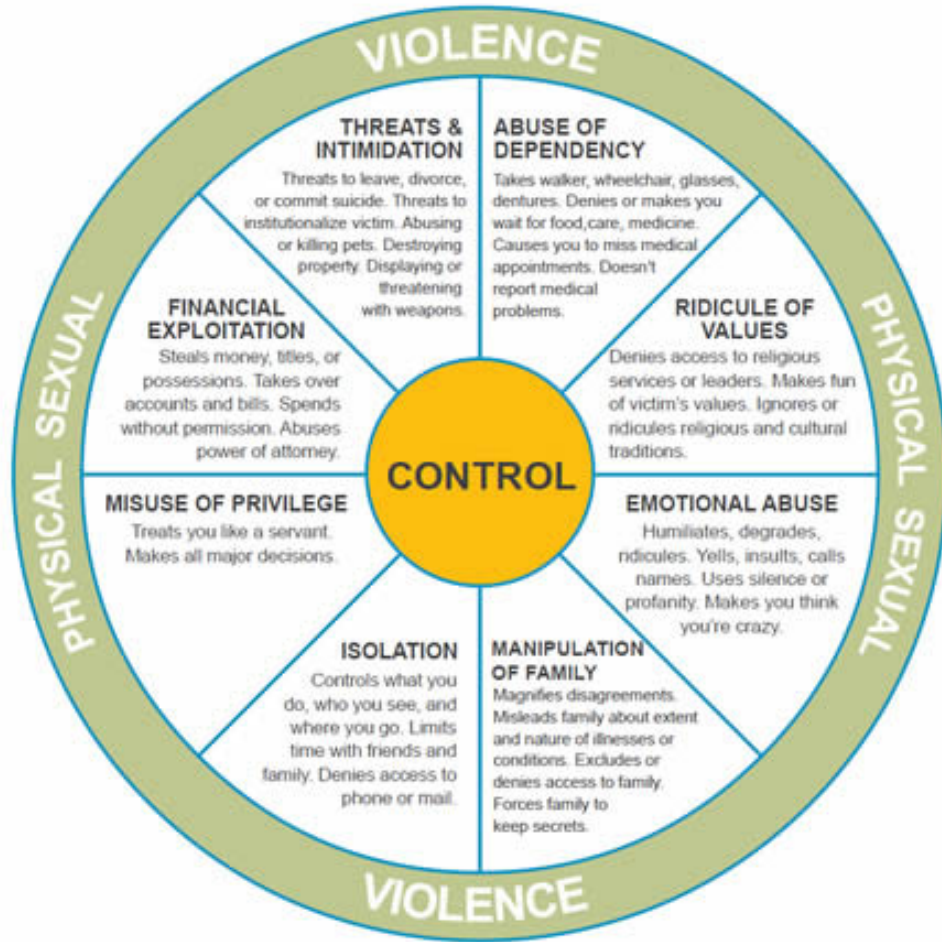 VIOLENCE
THREATS &
INTIMIDATION
Threats to leave, divorce,
or commit suicide. Threats to
institutionalize victim. Abusing
or killing pets. Destroying
property. Displaying or
threatening
with weapons.
ABUSE OF
DEPENDENCY
Takes walker, wheelchair, glasses,
dentures. Denies or makes you
wait for food,care, medicine.
Causes you to miss medical
appointments. Doesn't
report medical
problems.
FINANCIAL
EXPLOITATION
Steals money, titles, or
possessions. Takes over
accounts and bills. Spends
without permission. Abuses
power of attorney.
RIDICULE OF
VALUES
Denies access to religious
services or leaders. Makes fun
of victim's values. Ignores or
ridicules religious and cultural
traditions.
PHYSICAL SEXUAL
CONTROL
PHYSICAL SEXUAL
MISUSE OF PRIVILEGE
Treats you like a servant.
Makes all major decisions.
EMOTIONAL ABUSE
Humiliates, degrades,
ridicules. Yells, insults, calls
names. Uses silence or
profanity. Makes you think
you're crazy.
ISOLATION
Controls what you
do, who you see, and
where you go. Limits
time with friends and
family. Denies access to
phone or mail.
MANIPULATION
OF FAMILY
Magnifies disagreements.
Misleads family about extent
and nature of illnesses or
conditions. Excludes or
denies access to family.
Forces family to
keep secrets.
VIOLENCE